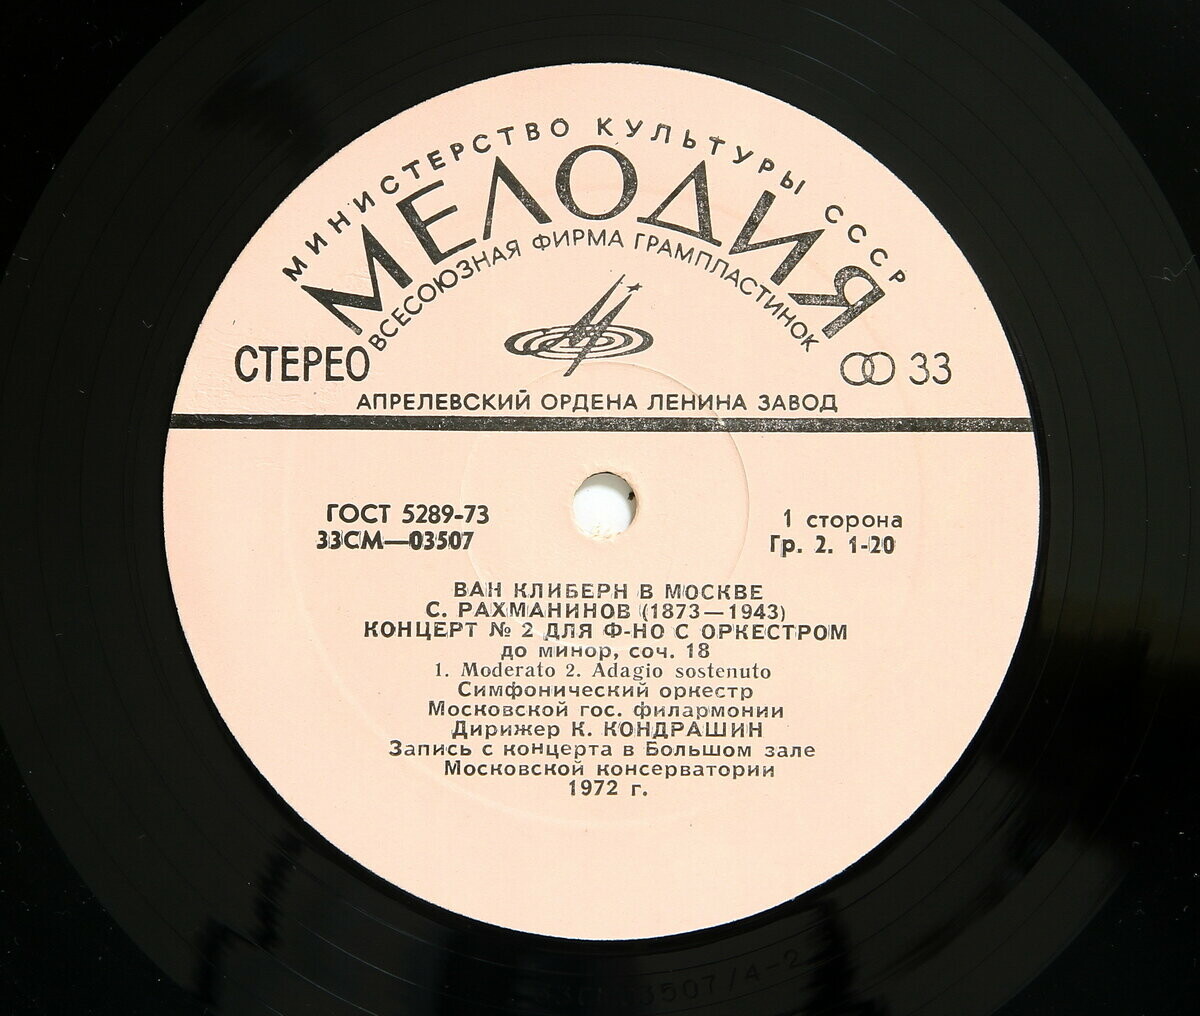 МИНИСТЕРСТВО КУЛЬТУРЫ СССР
МЕЛОДИЯ
ВСЕСОЮЗНАЯ ФИРМА ГРАМПЛАСТИНОК
СТЕРЕО
33
АПРЕЛЕВСКИЙ ОРДЕНА ЛЕНИНА ЗАВОД
ГОСТ 5289-73
33СМ—03507
1 сторона
Гр. 2. 1-20
ВАН КЛИБЕРН В МОСКВЕ
С. РАХМАНИНОВ (1873—1943)
КОНЦЕРТ № 2 ДЛЯ Ф-НО С ОРКЕСТРОМ
до минор, соч. 18
1. Moderato 2. Adagio sostenuto
Симфонический оркестр
Московской гос. филармонии
Дирижер К. КОНДРАШИН
Запись с концерта в Большом зале
Московской консерватории
1972 г.
3507/A-2